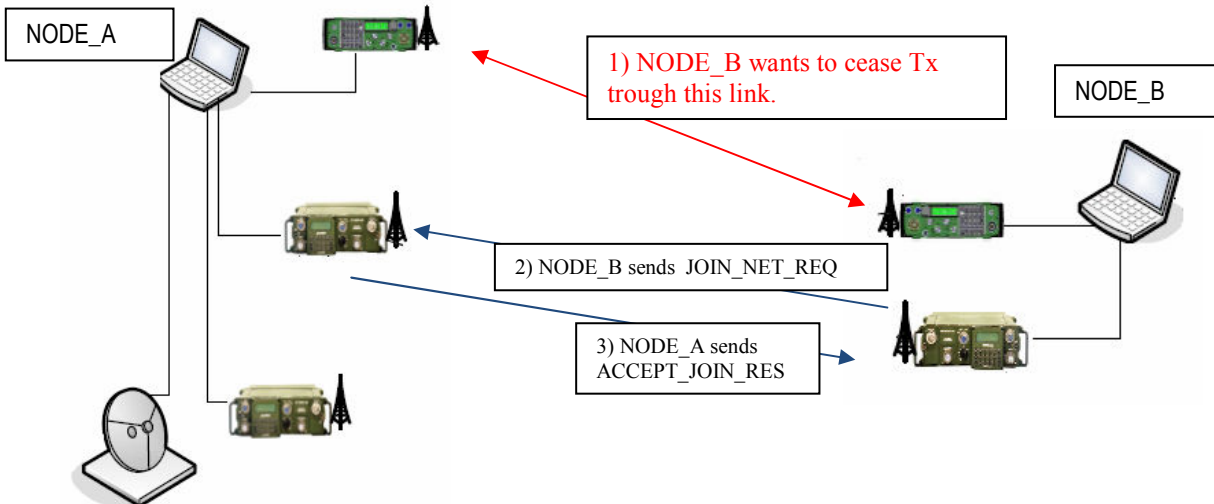 NODE_A
1) NODE_B wants to cease Tx
trough this link.
NODE_B
2) NODE_B sends  JOIN_NET_REQ
3) NODE_A sends
ACCEPT_JOIN_RES